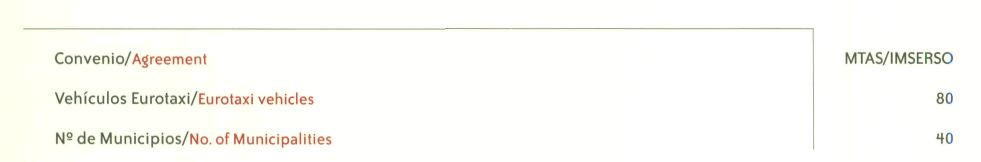 Convenio/Agreement MTAS/IMSERSO
Vehículos Eurotaxi/Eurotaxi vehicles 80
Nº de Municipios/No. of Municipalities 40